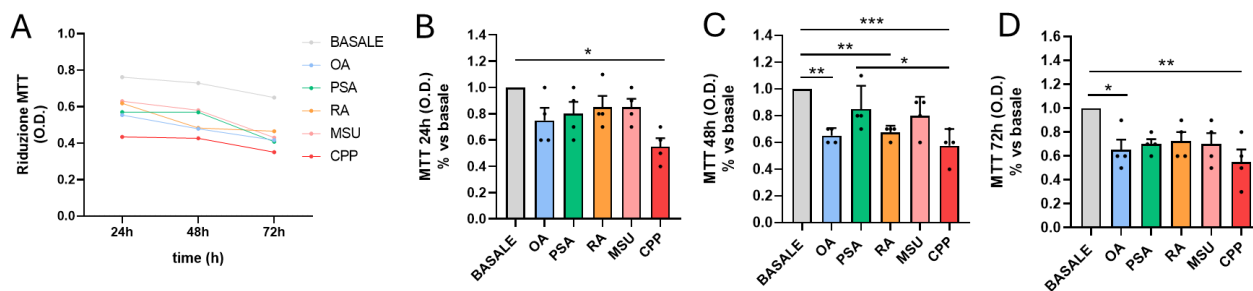 A
Riduzione MTT
(O.D.)
1.0
0.8
0.6
0.4
0.2
0.0
24h
48h
72h
time (h)
BASALE
OA
PSA
RA
MSU
CPP
B
MTT 24h (O.D.)
% vs basale
1.4
1.2
1.0
0.8
0.6
0.4
0.2
0.0
*
BASALE
OA
PSA
RA
MSU
CPP
C
MTT 48h (O.D.)
% vs basale
1.4
1.2
1.0
0.8
0.6
0.4
0.2
0.0
***
**
*
**
BASALE
OA
PSA
RA
MSU
CPP
D
MTT 72h (O.D.)
% vs basale
1.6
1.4
1.2
1.0
0.8
0.6
0.4
0.2
0.0
**
*
BASALE
OA
PSA
RA
MSU
CPP